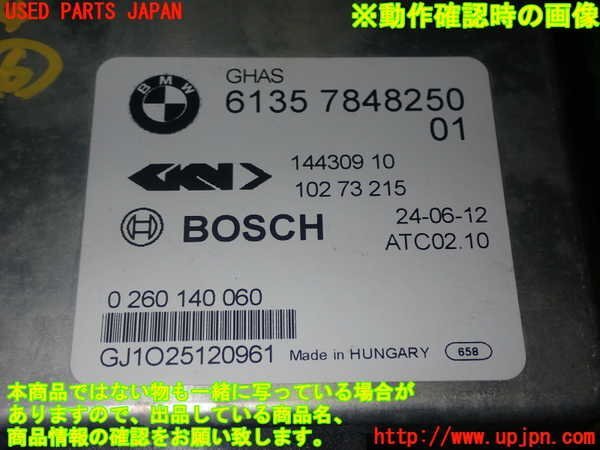 USED PARTS JAPAN
※動作確認時の画像
BMW
GHAS
6135 7848250
01
GKN
144309 10
102 73 215
BOSCH
24-06-12
ATC02.10
0 260 140 060
GJ1O25120961
Made in HUNGARY
658
本商品ではない物も一緒に写っている場合が
ありますので、出品している商品名、
商品情報の確認をお願い致します。
http://www.upjpn.com